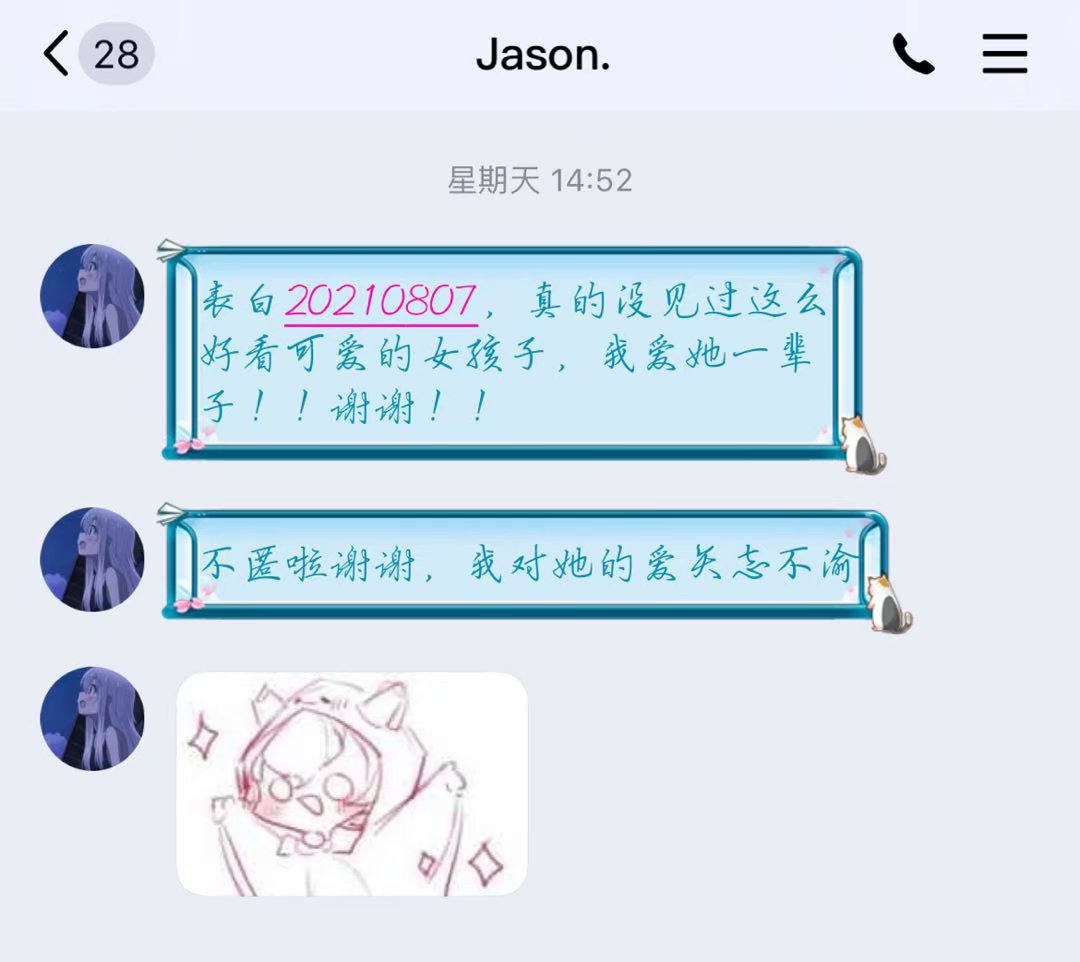 28
Jason.
星期天 14:52
表白20210807，真的没见过这么
好看可爱的女孩子，我爱她一辈
子！！谢谢！！
不匿啦谢谢，我对她的爱矢志不渝